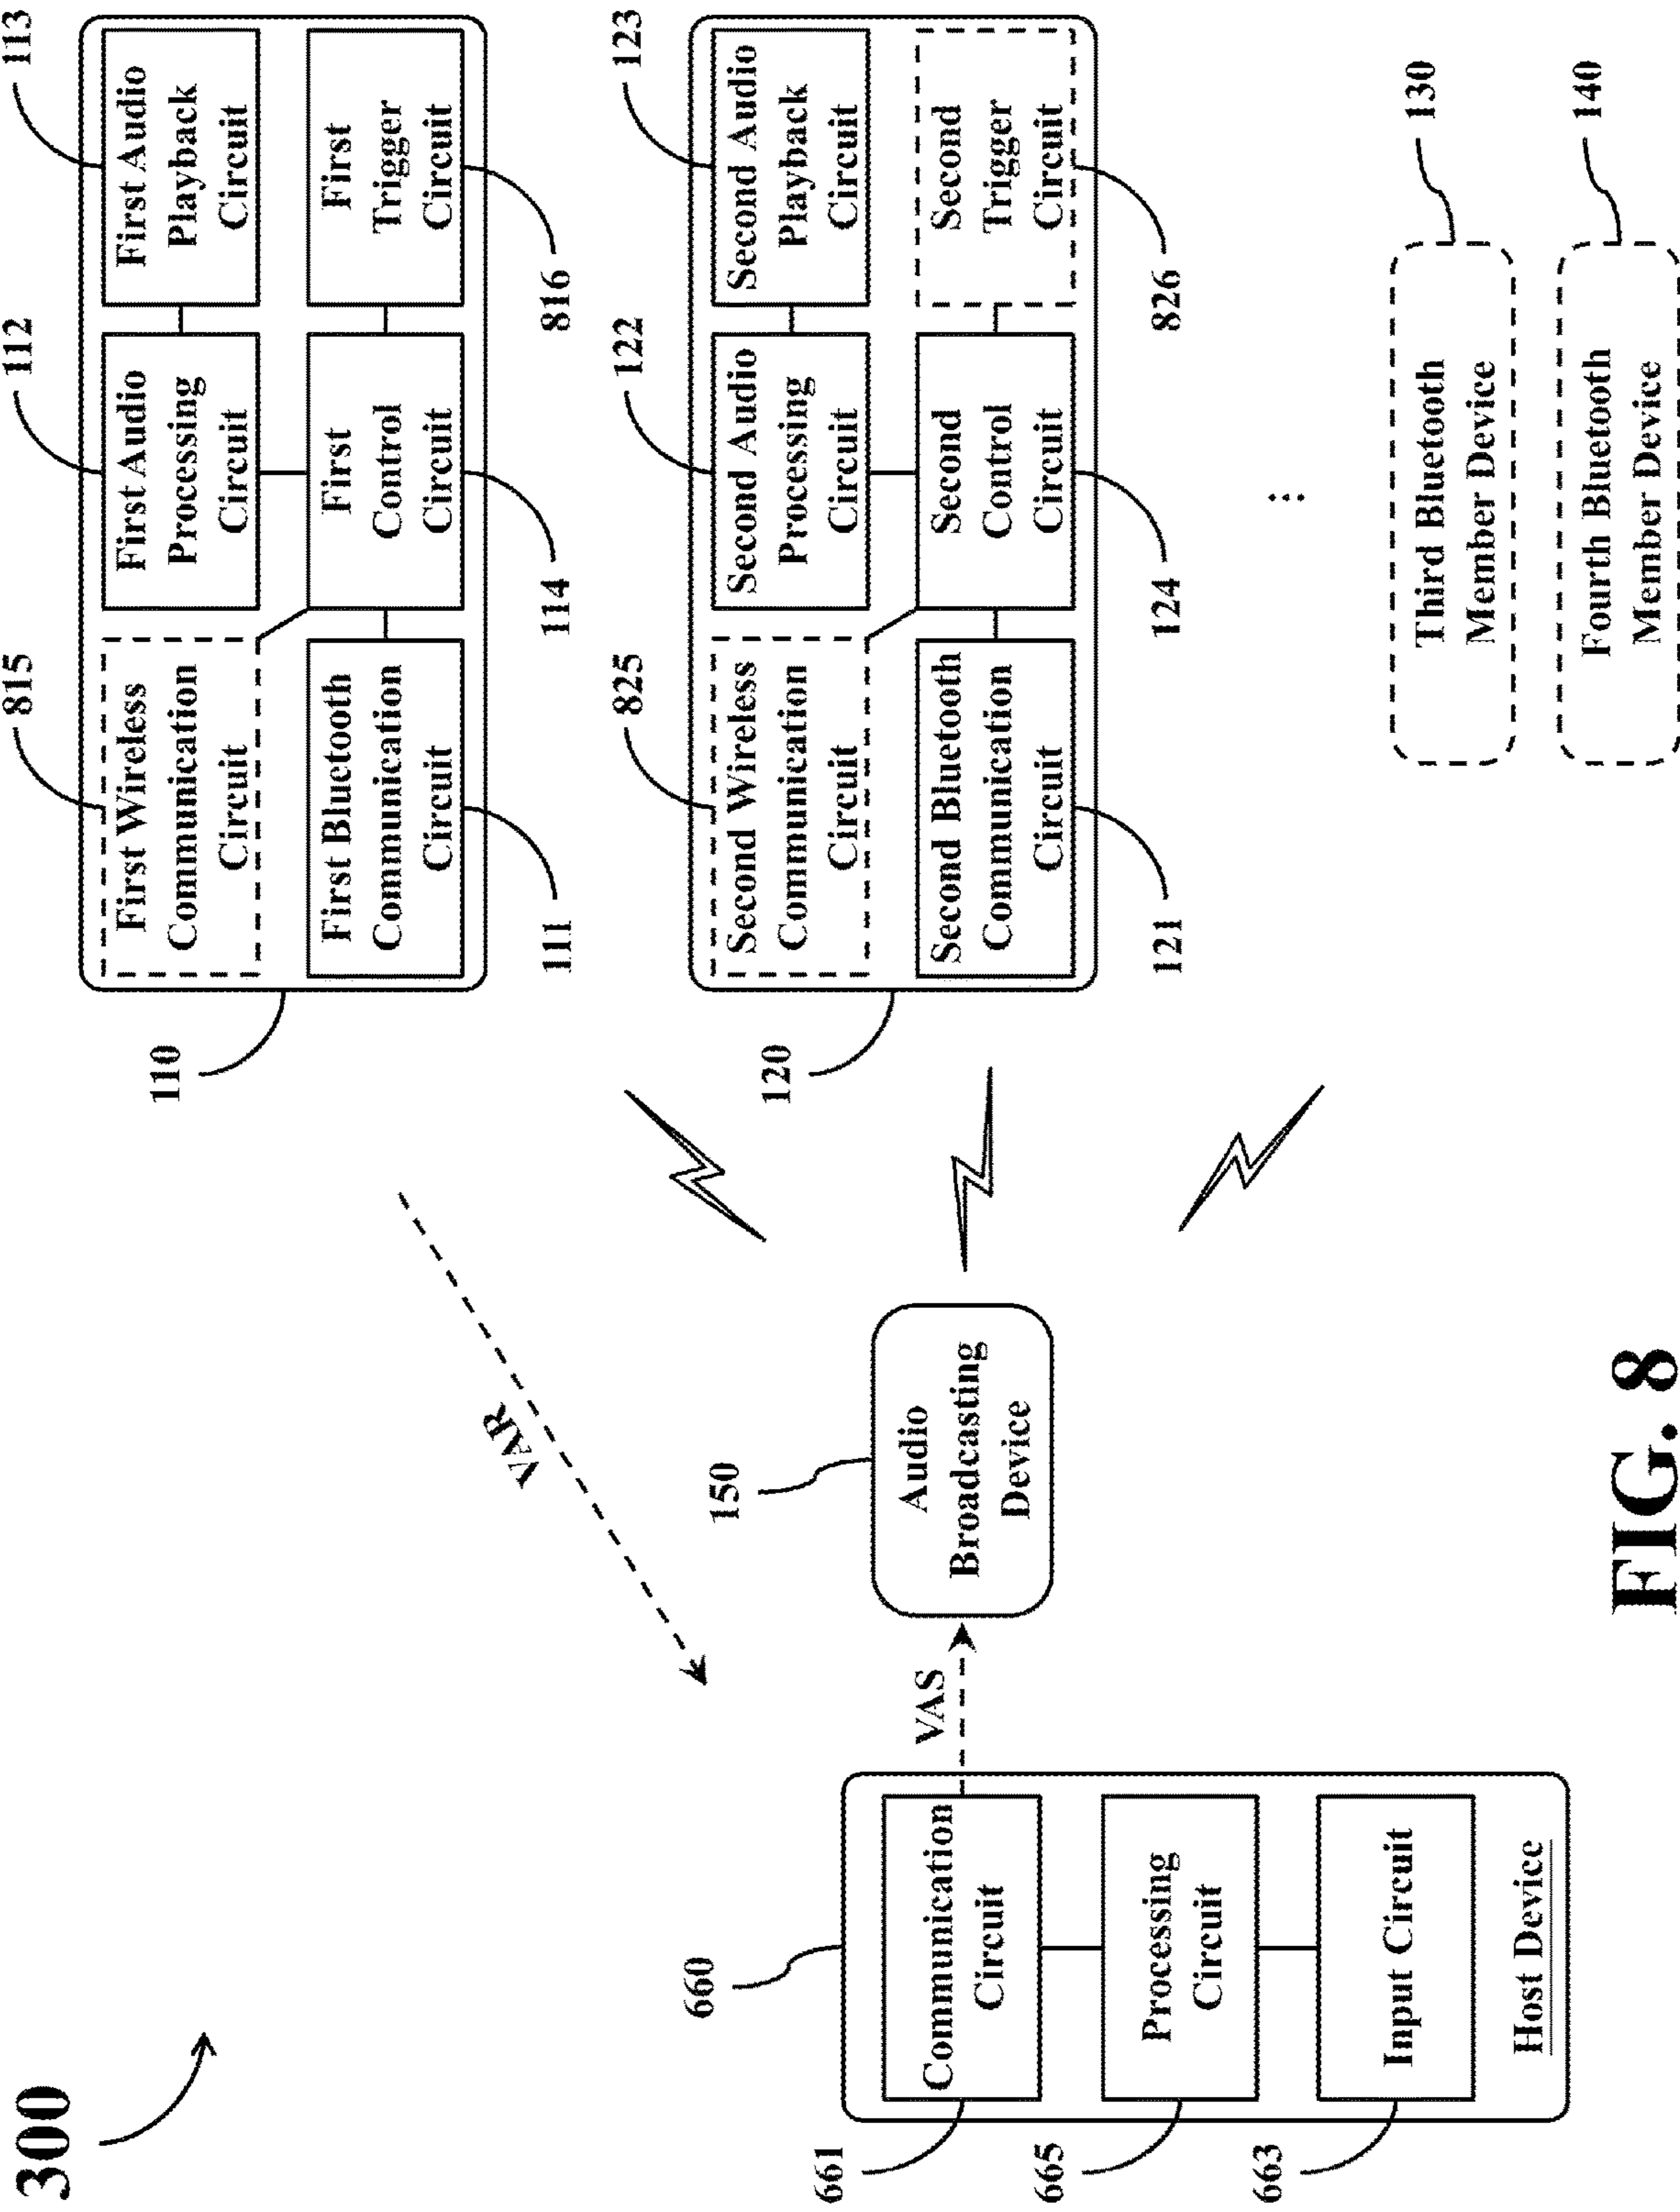 300
660
661
Communication
Circuit
665
Processing
Circuit
663
Input Circuit
Host Device
VAS
VAR
150
Audio
Broadcasting
Device
110
815
First Wireless
Communication
Circuit
112
First Audio
Processing
Circuit
113
First Audio
Playback
Circuit
First Bluetooth
Communication
Circuit
First
Control
Circuit
First
Trigger
Circuit
111
114
816
120
825
Second Wireless
Communication
Circuit
122
Second Audio
Processing
Circuit
123
Second Audio
Playback
Circuit
Second Bluetooth
Communication
Circuit
Second
Control
Circuit
Second
Trigger
Circuit
121
124
826
130
Third Bluetooth
Member Device
140
Fourth Bluetooth
Member Device
FIG. 8